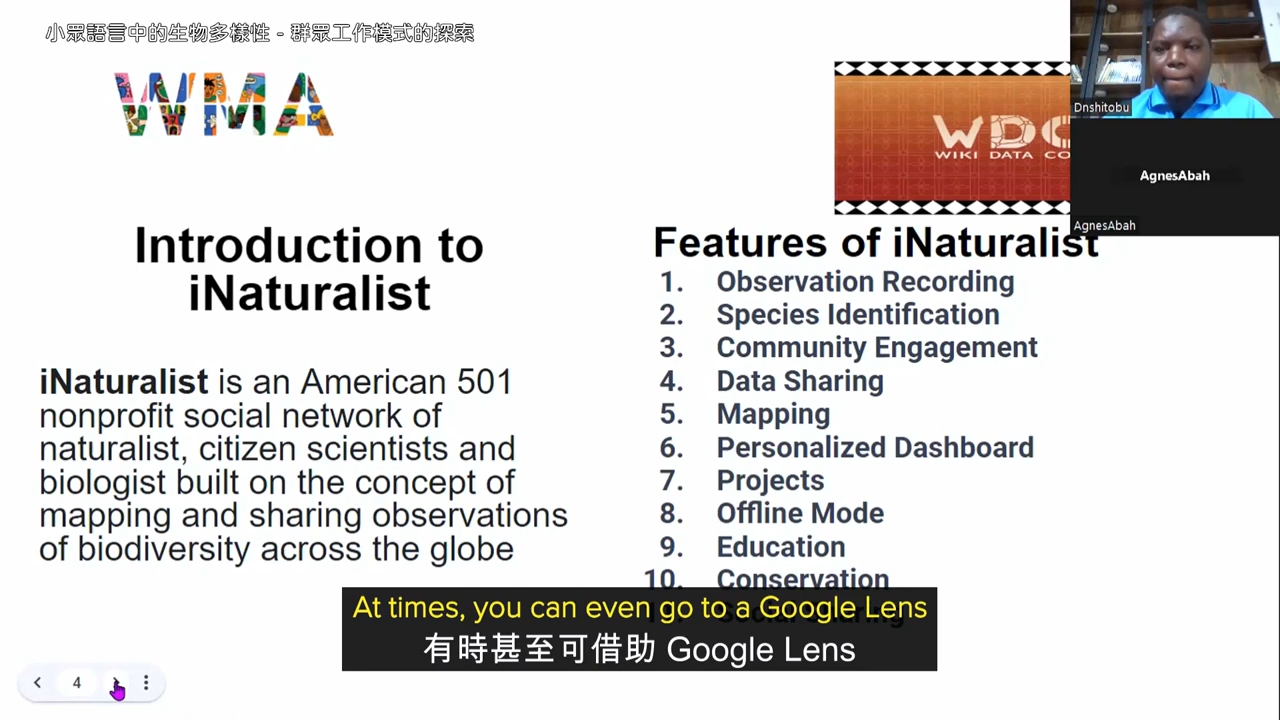 小眾語言中的生物多樣性 - 群眾工作模式的探索
WMA
WIKI DATA CO
Dnshitobu
AgnesAbah
AgnesAbah
Introduction to
iNaturalist
iNaturalist is an American 501
nonprofit social network of
naturalist, citizen scientists and
biologist built on the concept of
mapping and sharing observations
of biodiversity across the globe
Features of iNaturalist
1. Observation Recording
2. Species Identification
3. Community Engagement
4. Data Sharing
5. Mapping
6. Personalized Dashboard
7. Projects
8. Offline Mode
9. Education
10. Conservation
At times, you can even go to a Google Lens
有時甚至可借助 Google Lens
4